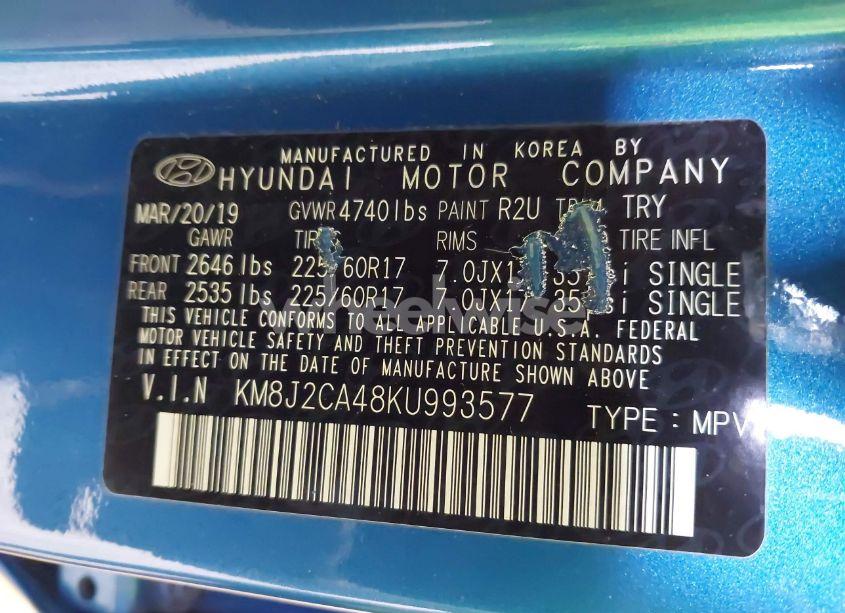 MANUFACTURED IN KOREA BY
HYUNDAI MOTOR COMPANY
MAR/20/19 GVWR 4740lbs PAINT R2U TRY
GAWR RIMS TIRE INFL
FRONT 2646 lbs 225/60R17 SINGLE
REAR 2535 lbs 225/60R17 SINGLE
THIS VEHICLE CONFORMS TO ALL APPLICABLE U.S.A. FEDERAL
MOTOR VEHICLE SAFETY AND THEFT PREVENTION STANDARDS
IN EFFECT ON THE DATE OF MANUFACTURE SHOWN ABOVE
V.I.N KM8J2CA48KU993577 TYPE : MPV
wheelwise